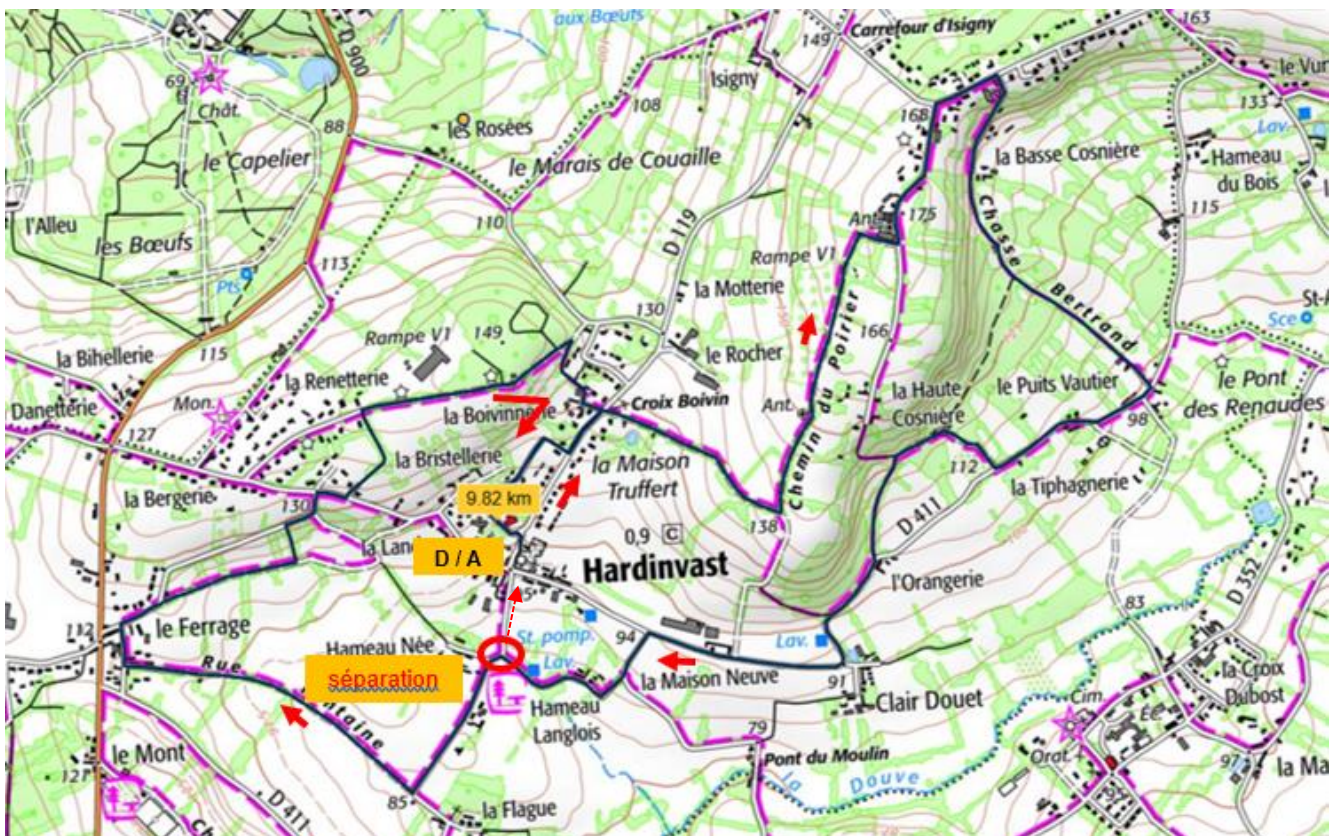 aux Bœufs
Carrefour d'Isigny
163
D 900
149
69
Isigny
le Vur
Chât.
les Rosées
108
168
133
88
Lav.
le Capelier
le Marais de Couaille
la Basse Cosnière
Hameau
du Bois
l'Alleu
110
Ant.
175
115
les Bœufs
D 119
Chasse
113
Rampe V1
Pts
la Motterie
Bertrand
St-A
130
Sce
Rampe V1
149
166
la Bihellerie
115
le Rocher
la Renetterie
Chemin du Poirier
la Haute
Cosnière
le Puits Vautier
le Pont
des Renaudes
Danetterie
Mon.
la Boivinnerie
Croix Boivin
Ant.
98
127
la Bristellerie
la Maison
Truffert
112
la Bergerie
9.82 km
la Tiphagnerie
130
138
D 411
0,9 C
la Lan
D / A
Hardinvast
l'Orangerie
D 352
83
St. pomp.
94
Lav.
112
le Ferrage
Hameau Née
Rue
séparation
Lav.
la Maison Neuve
91
la Croix
Dubost
ntaine
Clair Douet
Cim.
Hameau
Langlois
79
le Mont
Pont du Moulin
Éc.
97
la Ma
La Douve
Orat.
85
D 411
la Flague